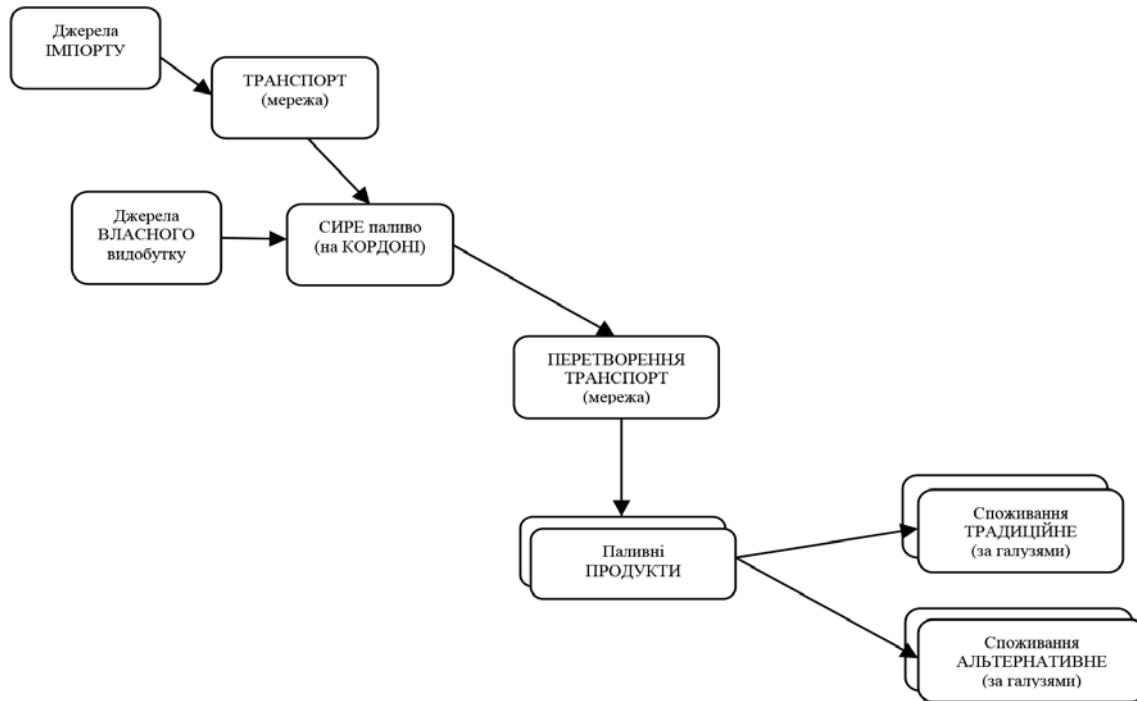 Джерела
ІМПОРТУ
ТРАНСПОРТ
(мережа)
Джерела
ВЛАСНОГО
видобутку
СИРЕ паливо
(на КОРДОНІ)
ПЕРЕТВОРЕННЯ
ТРАНСПОРТ
(мережа)
Паливні
ПРОДУКТИ
Споживання
ТРАДИЦІЙНЕ
(за галузями)
Споживання
АЛЬТЕРНАТИВНЕ
(за галузями)